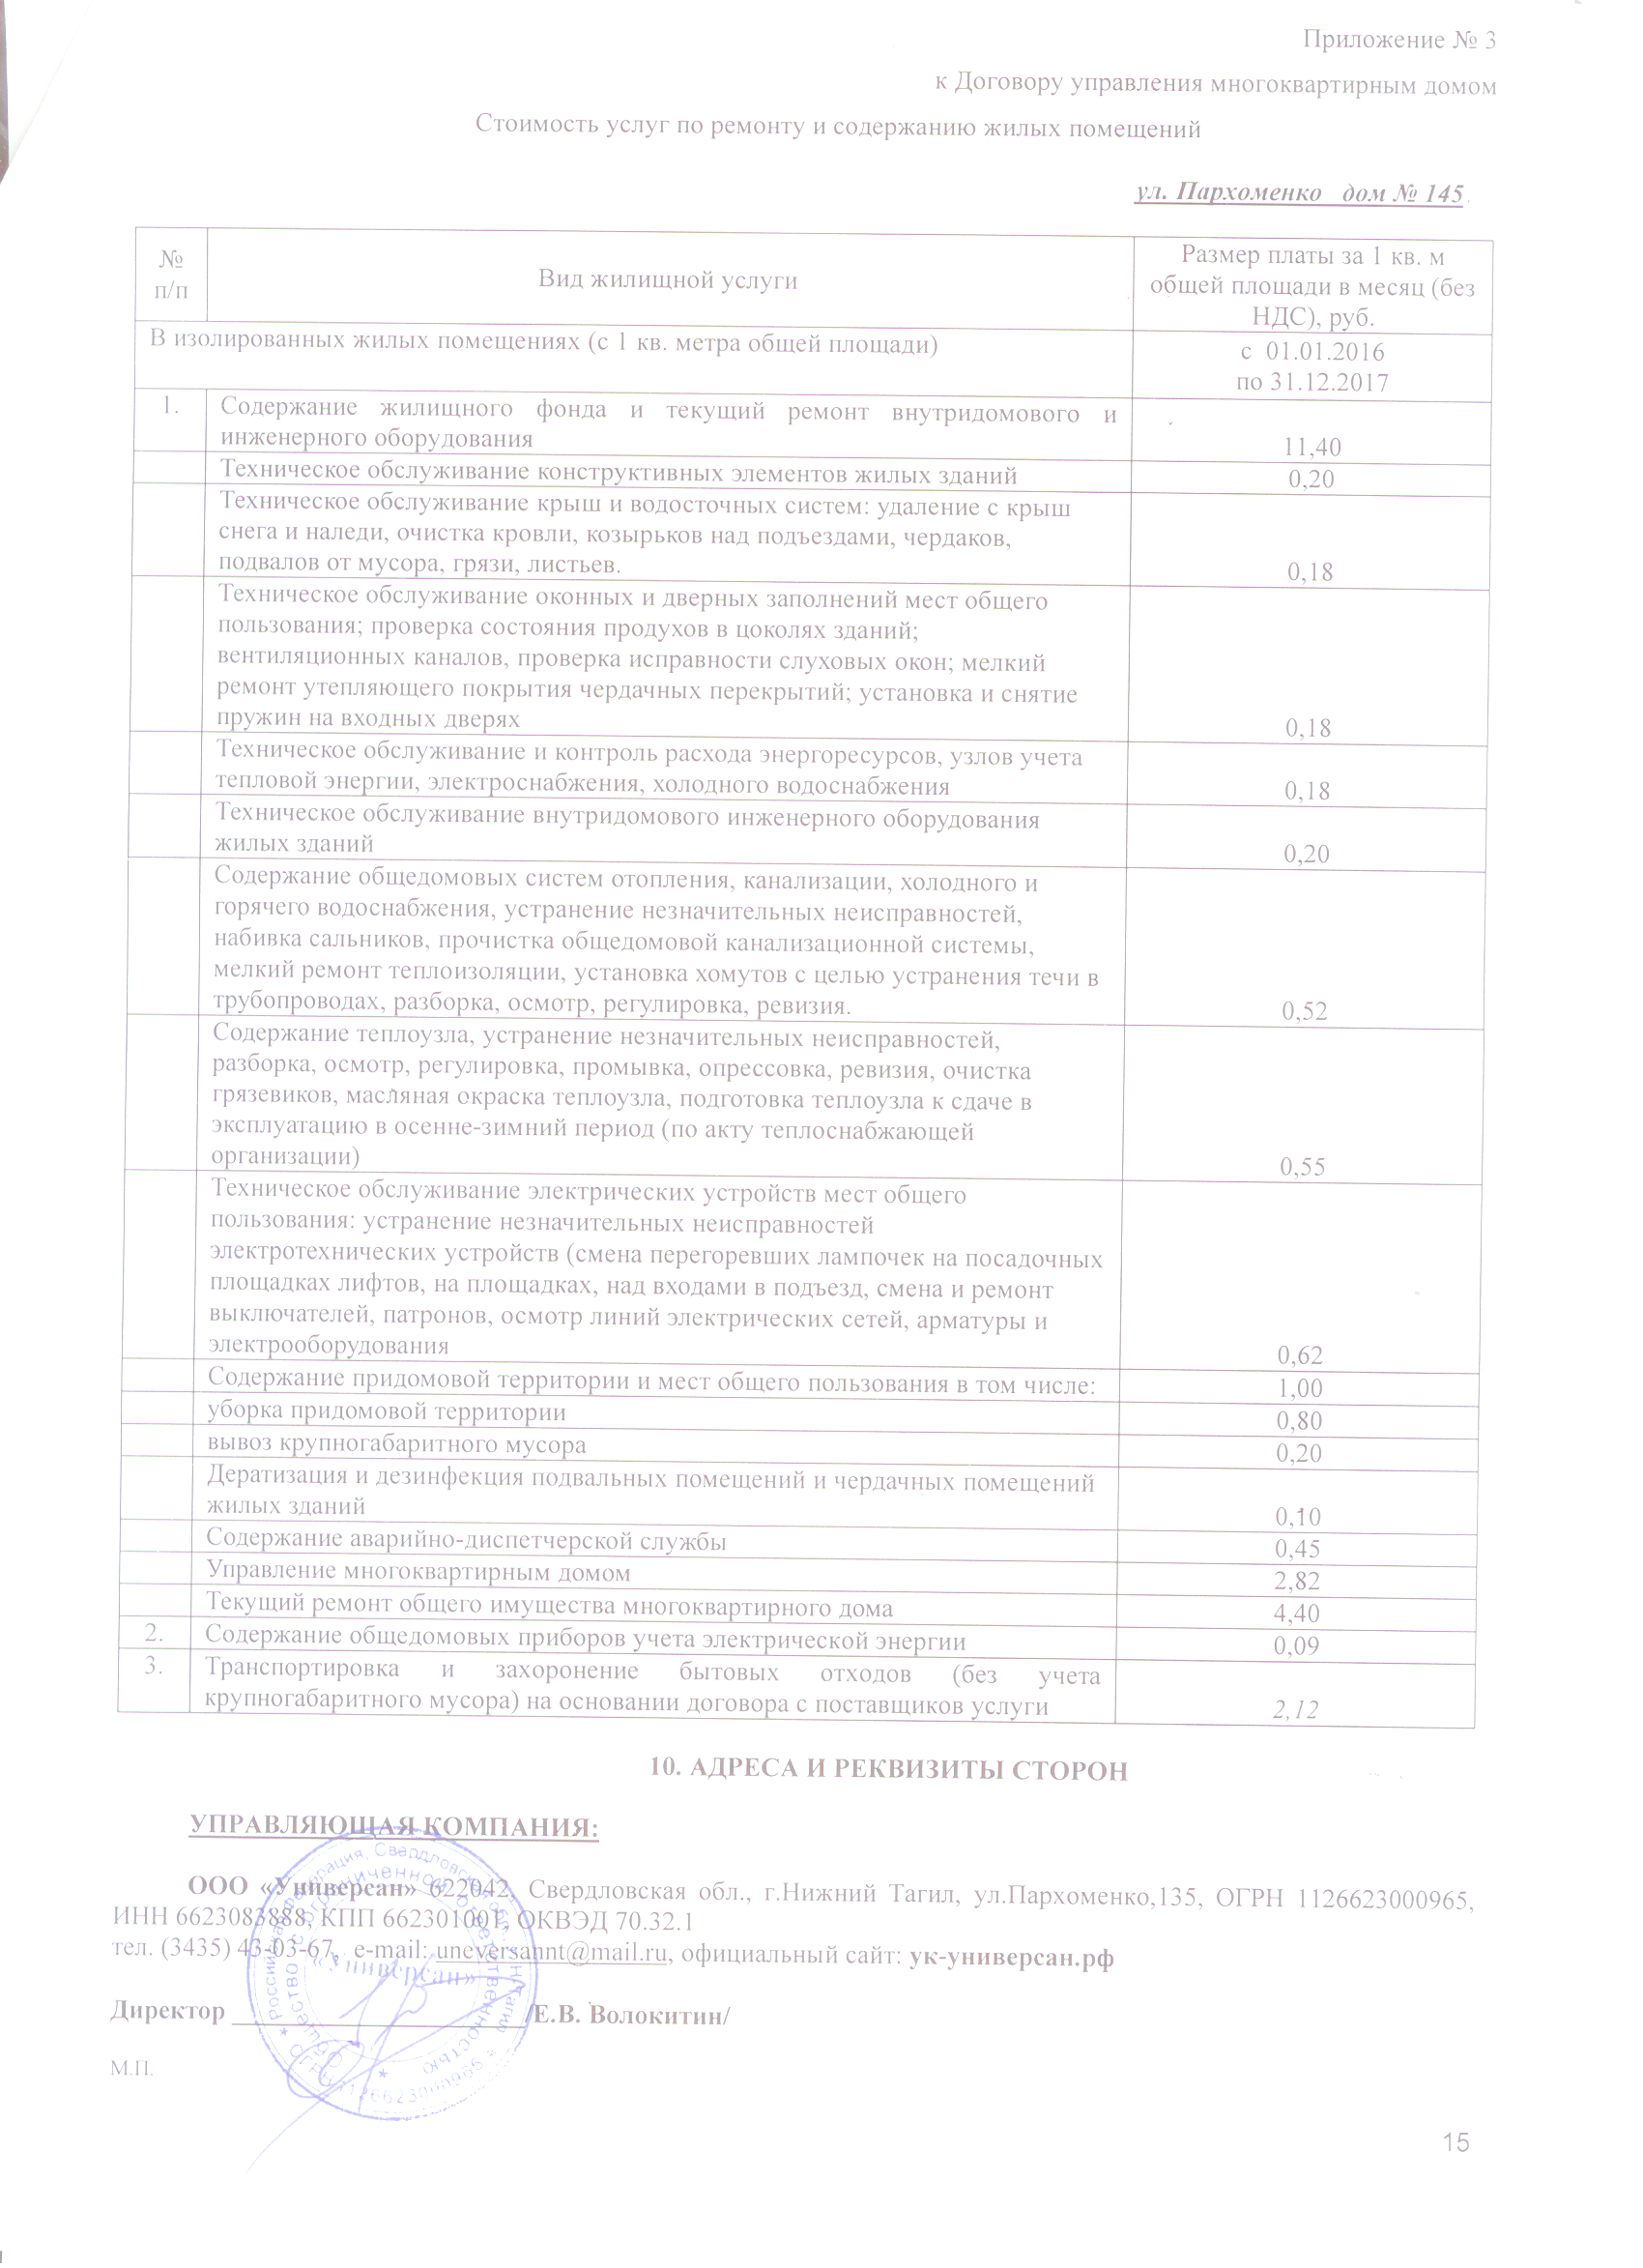 Приложение № 3
к Договору управления многоквартирным домом
Стоимость услуг по ремонту и содержанию жилых помещений
ул. Пархоменко дом № 145
№ п/п
Вид жилищной услуги
Размер платы за 1 кв. м
общей площади в месяц (без
НДС), руб.
В изолированных жилых помещениях (с 1 кв. метра общей площади)
с 01.01.2016
по 31.12.2017
1. Содержание жилищного фонда и текущий ремонт внутридомового и
инженерного оборудования 11,40
Техническое обслуживание конструктивных элементов жилых зданий 0,20
Техническое обслуживание крыш и водосточных систем: удаление с крыш
снега и наледи, очистка кровли, козырьков над подъездами, чердаков,
подвалов от мусора, грязи, листьев. 0,18
Техническое обслуживание оконных и дверных заполнений мест общего
пользования; проверка состояния продухов в цоколях зданий;
вентиляционных каналов, проверка исправности слуховых окон; мелкий
ремонт утепляющего покрытия чердачных перекрытий; установка и снятие
пружин на входных дверях 0,18
Техническое обслуживание и контроль расхода энергоресурсов, узлов учета
тепловой энергии, электроснабжения, холодного водоснабжения 0,18
Техническое обслуживание внутридомового инженерного оборудования
жилых зданий 0,20
Содержание общедомовых систем отопления, канализации, холодного и
горячего водоснабжения, устранение незначительных неисправностей,
набивка сальников, прочистка общедомовой канализационной системы,
мелкий ремонт теплоизоляции, установка хомутов с целью устранения течи в
трубопроводах, разборка, осмотр, регулировка, ревизия. 0,52
Содержание теплоузла, устранение незначительных неисправностей,
разборка, осмотр, регулировка, промывка, опрессовка, ревизия, очистка
грязевиков, масляная окраска теплоузла, подготовка теплоузла к сдаче в
эксплуатацию в осенне-зимний период (по акту теплоснабжающей
организации) 0,55
Техническое обслуживание электрических устройств мест общего
пользования: устранение незначительных неисправностей
электротехнических устройств (смена перегоревших лампочек на посадочных
площадках лифтов, на площадках, над входами в подъезд, смена и ремонт
выключателей, патронов, осмотр линий электрических сетей, арматуры и
электрооборудования 0,62
Содержание придомовой территории и мест общего пользования в том числе: 1,00
уборка придомовой территории 0,80
вывоз крупногабаритного мусора 0,20
Дератизация и дезинфекция подвальных помещений и чердачных помещений
жилых зданий 0,10
Содержание аварийно-диспетчерской службы 0,45
Управление многоквартирным домом 2,82
Текущий ремонт общего имущества многоквартирного дома 4,40
2. Содержание общедомовых приборов учета электрической энергии 0,09
3. Транспортировка и захоронение бытовых отходов (без учета
крупногабаритного мусора) на основании договора с поставщиков услуги 2,12
10. АДРЕСА И РЕКВИЗИТЫ СТОРОН
УПРАВЛЯЮЩАЯ КОМПАНИЯ:
ООО «Универсан» 622042, Свердловская обл., г.Нижний Тагил, ул.Пархоменко,135, ОГРН 1126623000965,
ИНН 6623083888, КПП 662301001, ОКВЭД 70.32.1
тел. (3435) 43-03-67, e-mail: uneversannt@mail.ru, официальный сайт: ук-универсан.рф
Директор /Е.В. Волокитин/
М.П.
«Универсан»
15